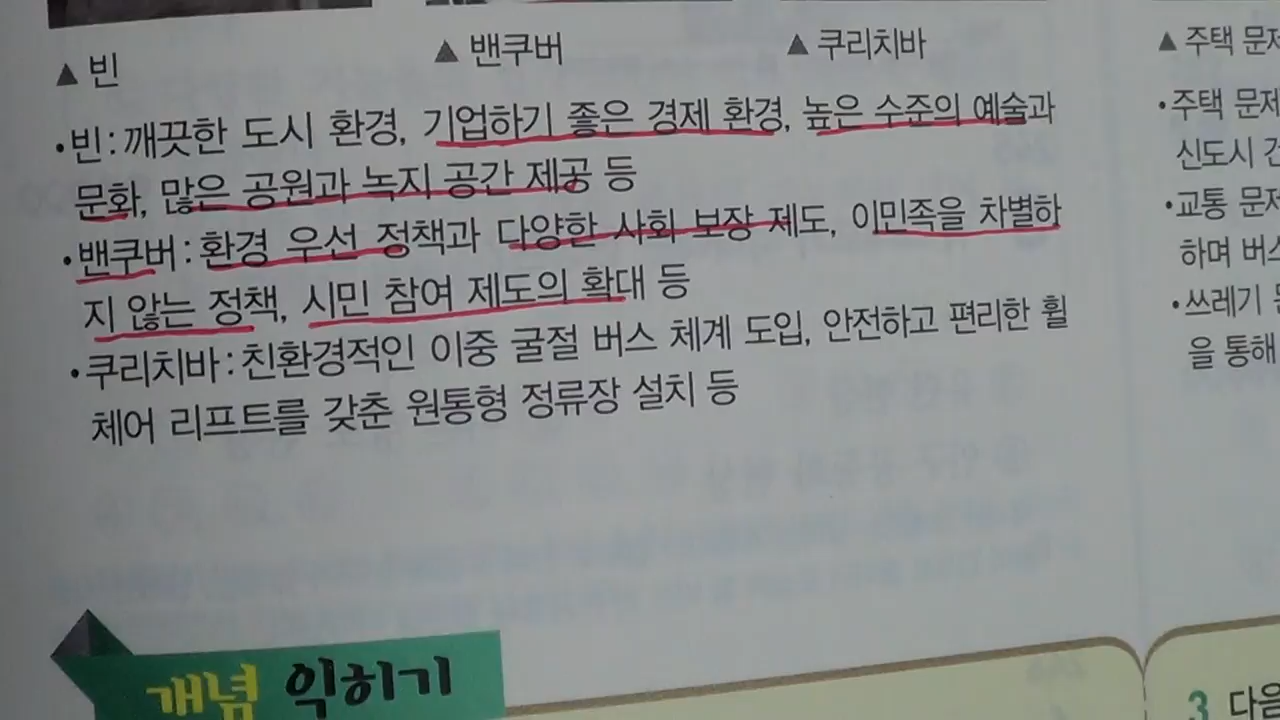 ▲ 빈
▲ 밴쿠버
▲ 쿠리치바
• 빈 : 깨끗한 도시 환경, 기업하기 좋은 경제 환경, 높은 수준의 예술과
문화, 많은 공원과 녹지 공간 제공 등
• 밴쿠버 : 환경 우선 정책과 다양한 사회 보장 제도, 이민족을 차별하
지 않는 정책, 시민 참여 제도의 확대 등
• 쿠리치바 : 친환경적인 이중 굴절 버스 체계 도입, 안전하고 편리한 휠
체어 리프트를 갖춘 원통형 정류장 설치 등
▲ 주택 문제
• 주택 문제
신도시 건
• 교통 문제
하며 버스
• 쓰레기
을 통해
개념 익히기
3 다음